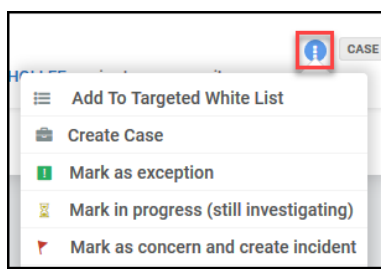 CASE
Add To Targeted White List
Create Case
Mark as exception
Mark in progress (still investigating)
Mark as concern and create incident